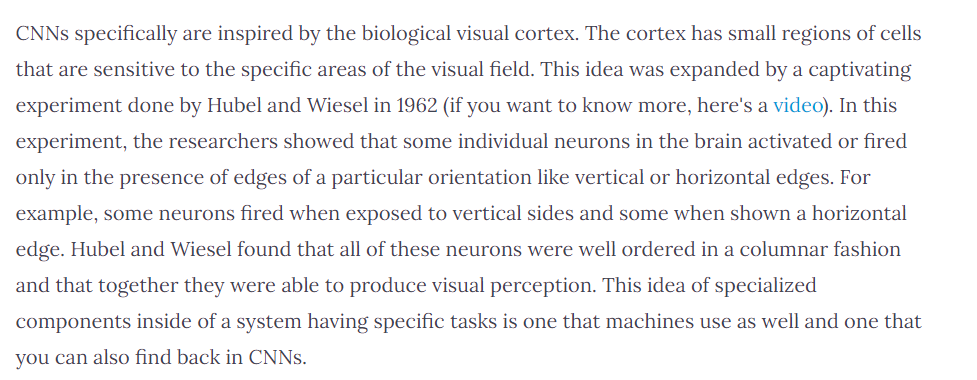 CNNs specifically are inspired by the biological visual cortex. The cortex has small regions of cells
that are sensitive to the specific areas of the visual field. This idea was expanded by a captivating
experiment done by Hubel and Wiesel in 1962 (if you want to know more, here's a video). In this
experiment, the researchers showed that some individual neurons in the brain activated or fired
only in the presence of edges of a particular orientation like vertical or horizontal edges. For
example, some neurons fired when exposed to vertical sides and some when shown a horizontal
edge. Hubel and Wiesel found that all of these neurons were well ordered in a columnar fashion
and that together they were able to produce visual perception. This idea of specialized
components inside of a system having specific tasks is one that machines use as well and one that
you can also find back in CNNs.